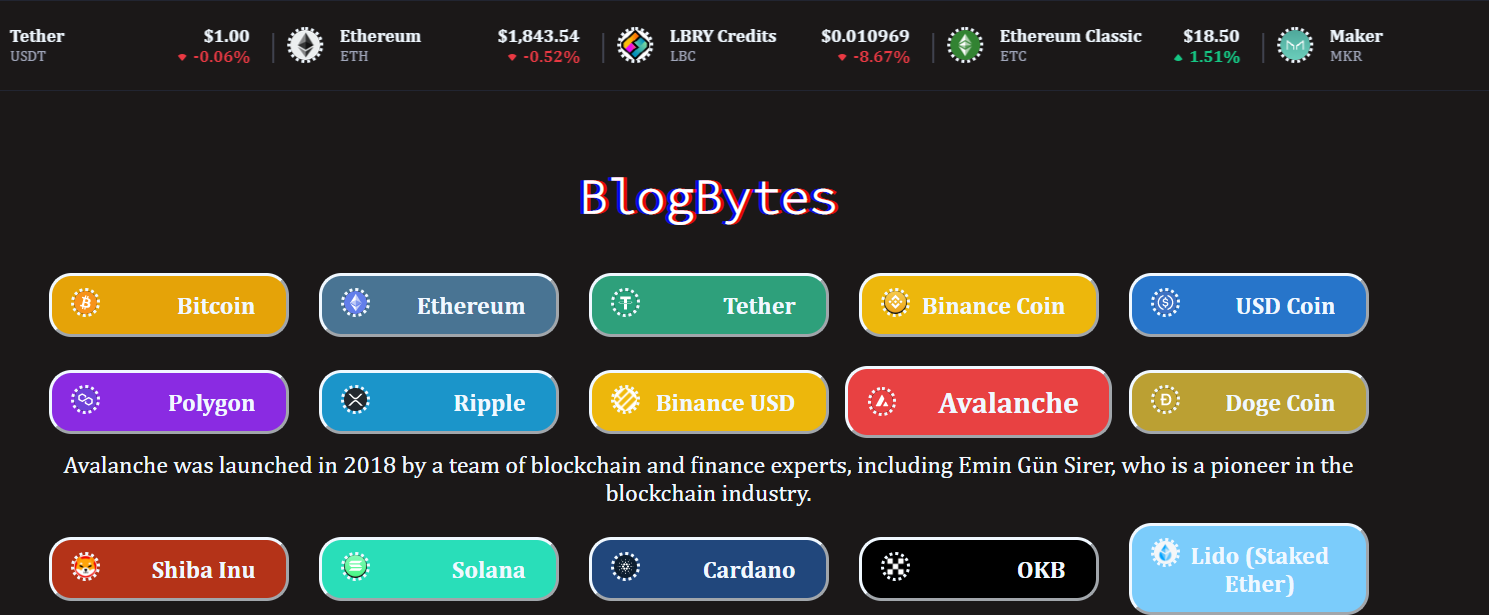 Tether $1.00 Ethereum $1,843.54 LBRY Credits $0.010969 Ethereum Classic $18.50 Maker
USDT -0.06% ETH -0.52% LBC -8.67% ETC 1.51% MKR
BlogBytes
Bitcoin Ethereum Tether Binance Coin USD Coin
Polygon Ripple Binance USD Avalanche Doge Coin
Avalanche was launched in 2018 by a team of blockchain and finance experts, including Emin Gün Sirer, who is a pioneer in the
blockchain industry.
Shiba Inu Solana Cardano OKB Lido (Staked
Ether)